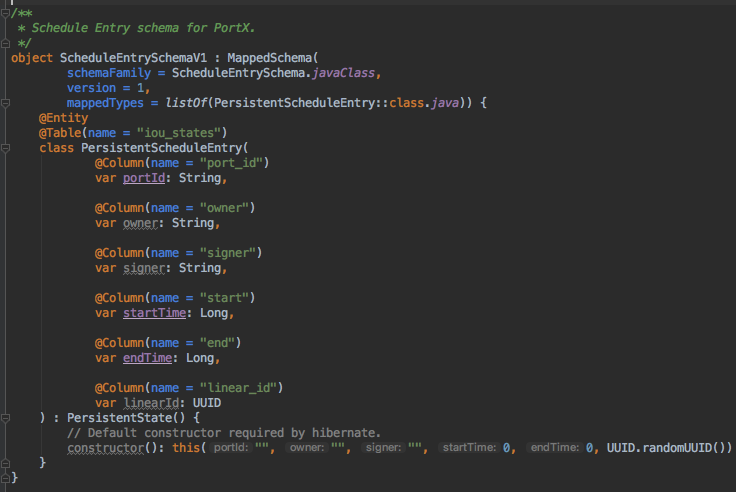 /**
 * Schedule Entry schema for PortX.
 */
object ScheduleEntrySchemaV1 : MappedSchema(
        schemaFamily = ScheduleEntrySchema.javaClass,
        version = 1,
        mappedTypes = listOf(PersistentScheduleEntry::class.java)) {
    @Entity
    @Table(name = "iou_states")
    class PersistentScheduleEntry(
            @Column(name = "port_id")
            var portId: String,

            @Column(name = "owner")
            var owner: String,

            @Column(name = "signer")
            var signer: String,

            @Column(name = "start")
            var startTime: Long,

            @Column(name = "end")
            var endTime: Long,

            @Column(name = "linear_id")
            var linearId: UUID
    ) : PersistentState() {
        // Default constructor required by hibernate.
        constructor(): this( portId: "", owner: "", signer: "", startTime: 0, endTime: 0, UUID.randomUUID())
    }
}